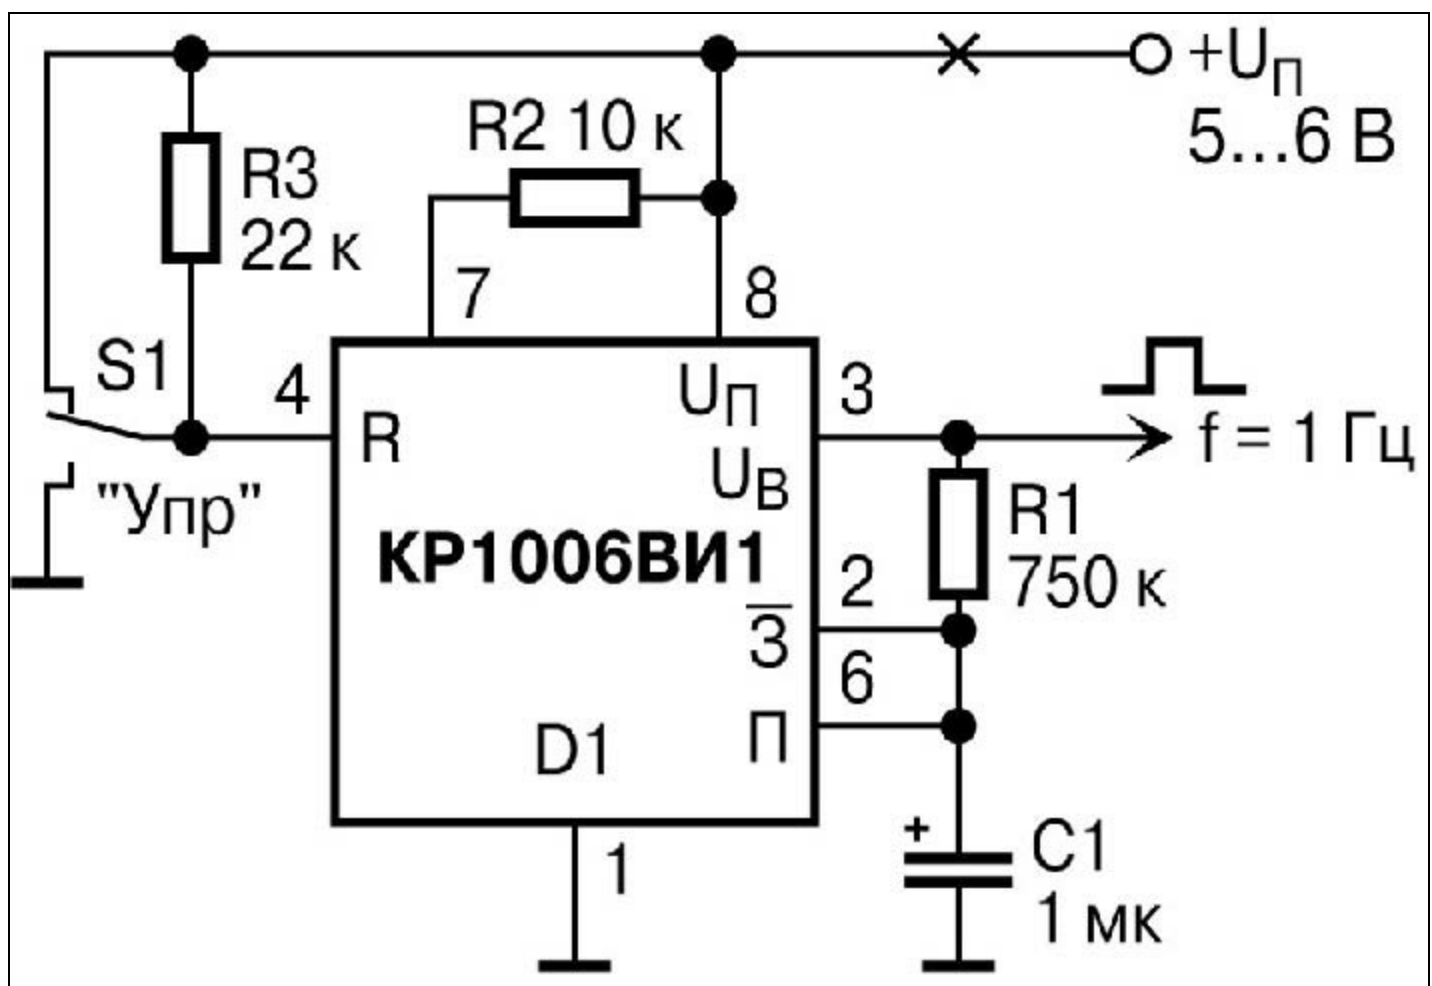 +Uп
5...6 В
R2 10 к
R3
22 к
7
8
S1
4
3
Uп
R
f = 1 Гц
Uв
"Упр"
R1
750 к
КР1006ВИ1
2
З
6
П
D1
1
+
C1
1 мк